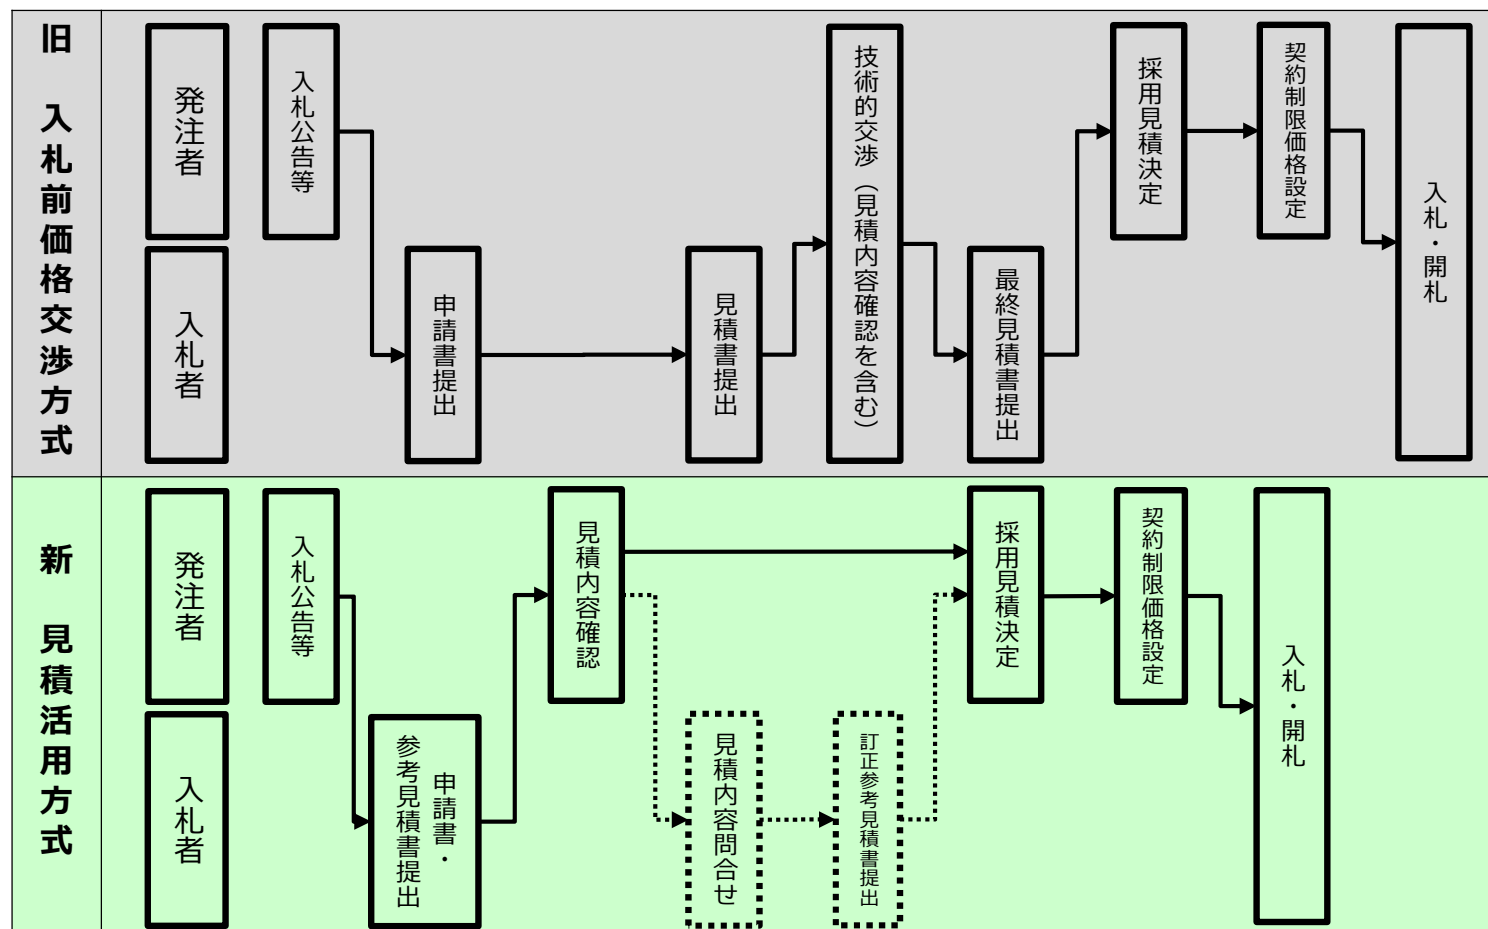 旧 入札前価格交渉方式
発注者
入札者
入札公告等
申請書提出
見積書提出
技術的交渉（見積内容確認を含む）
最終見積書提出
採用見積決定
契約制限価格設定
入札・開札
新 見積活用方式
発注者
入札者
入札公告等
申請書・
参考見積書提出
見積内容確認
見積内容問合せ
訂正参考見積書提出
採用見積決定
契約制限価格設定
入札・開札